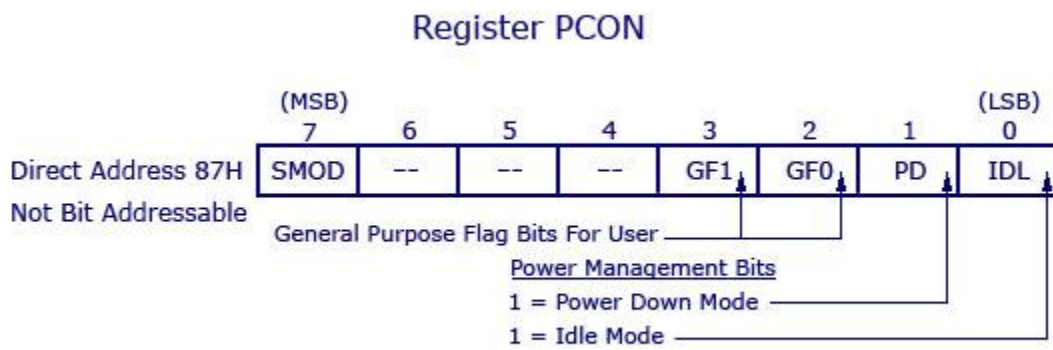 Register PCON
(MSB) (LSB)
7 6 5 4 3 2 1 0
Direct Address 87H SMOD -- -- -- GF1 GF0 PD IDL
Not Bit Addressable
General Purpose Flag Bits For User
Power Management Bits
1 = Power Down Mode
1 = Idle Mode